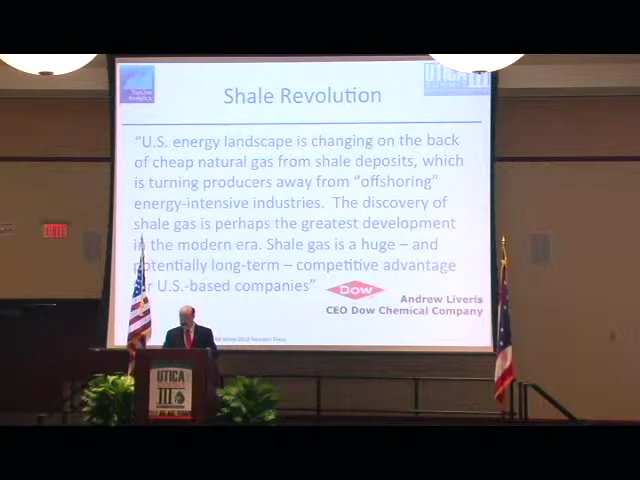 UTICA
Shale Revolution
"U.S. energy landscape is changing on the back
of cheap natural gas from shale deposits, which
is turning producers away from "offshoring"
energy-intensive industries. The discovery of
shale gas is perhaps the greatest development
in the modern era. Shale gas is a huge – and
potentially long-term – competitive advantage
r U.S.-based companies"
Dow
Andrew Liveris
CEO Dow Chemical Company
UTICA
III